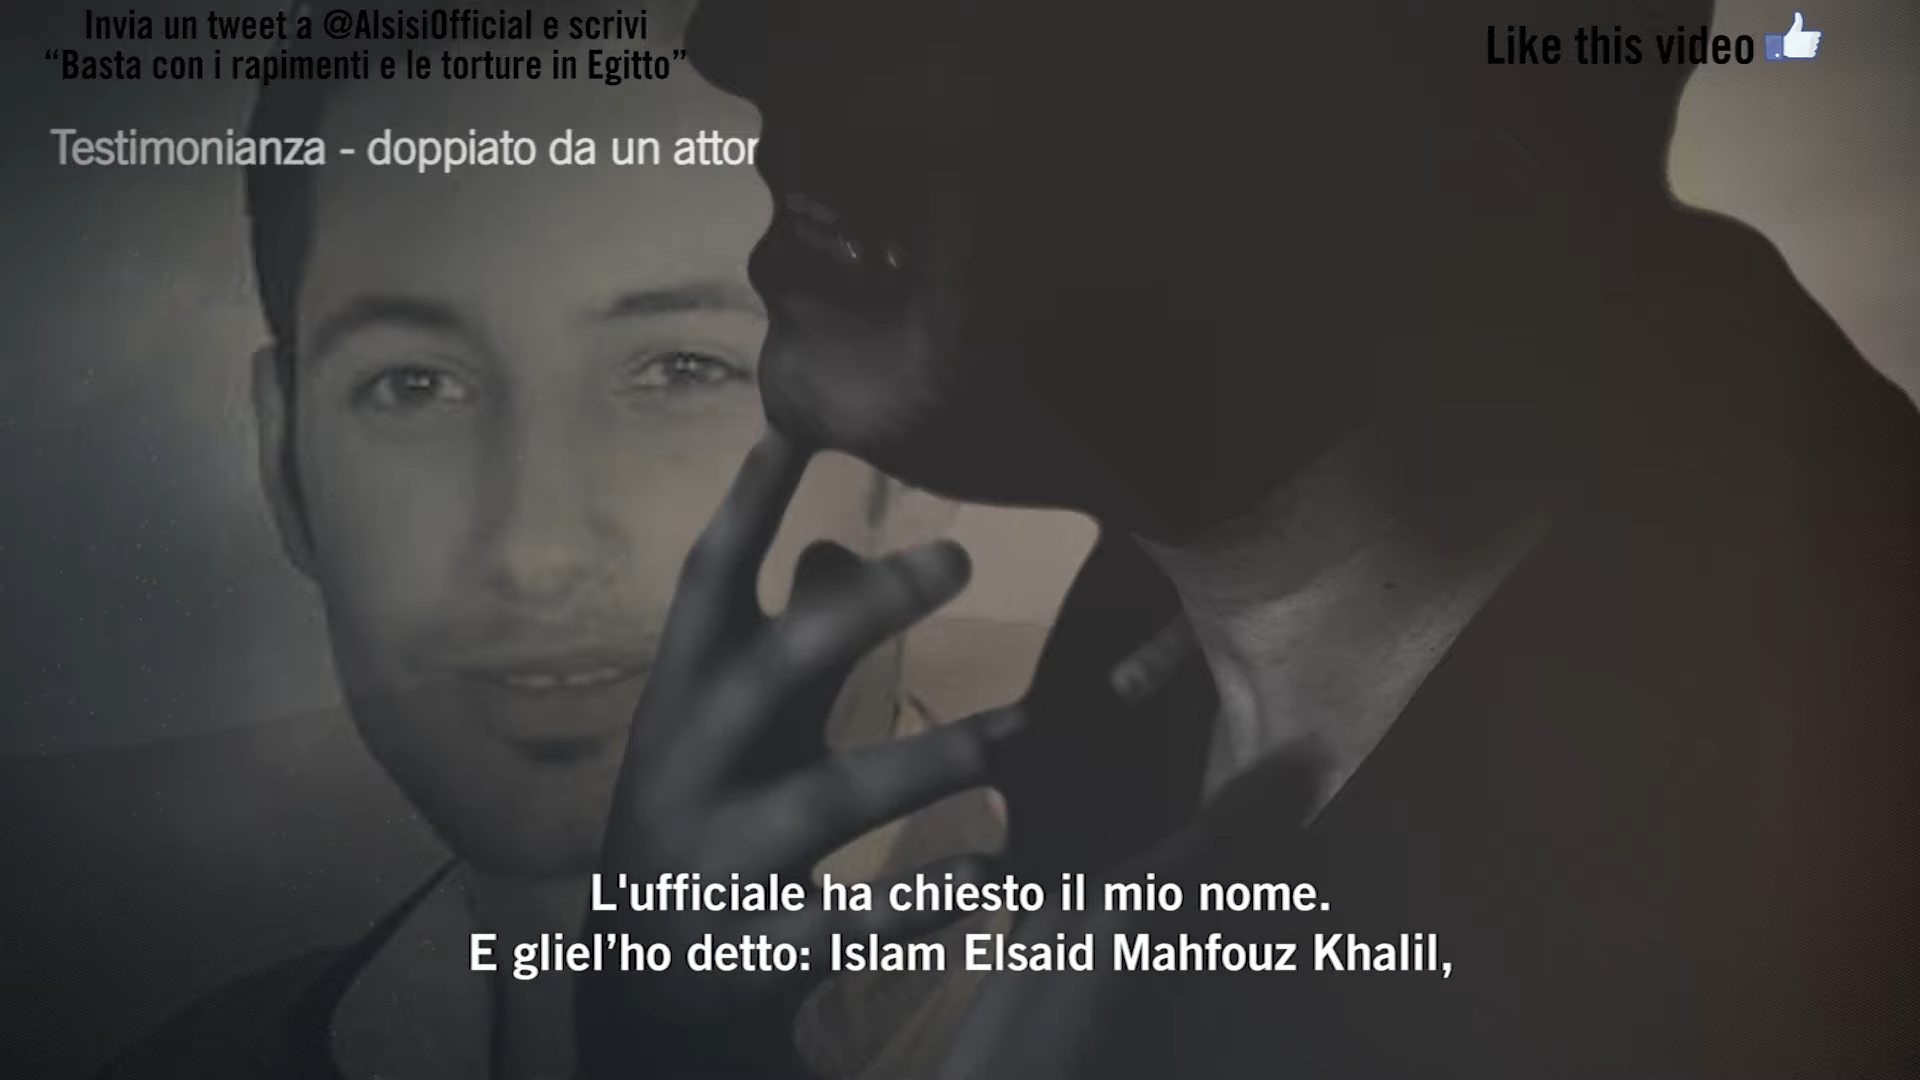 Invia un tweet a @AlsisiOfficial e scrivi
“Basta con i rapimenti e le torture in Egitto”
Like this video
Testimonianza - doppiato da un attor
L'ufficiale ha chiesto il mio nome.
E gliel’ho detto: Islam Elsaid Mahfouz Khalil,